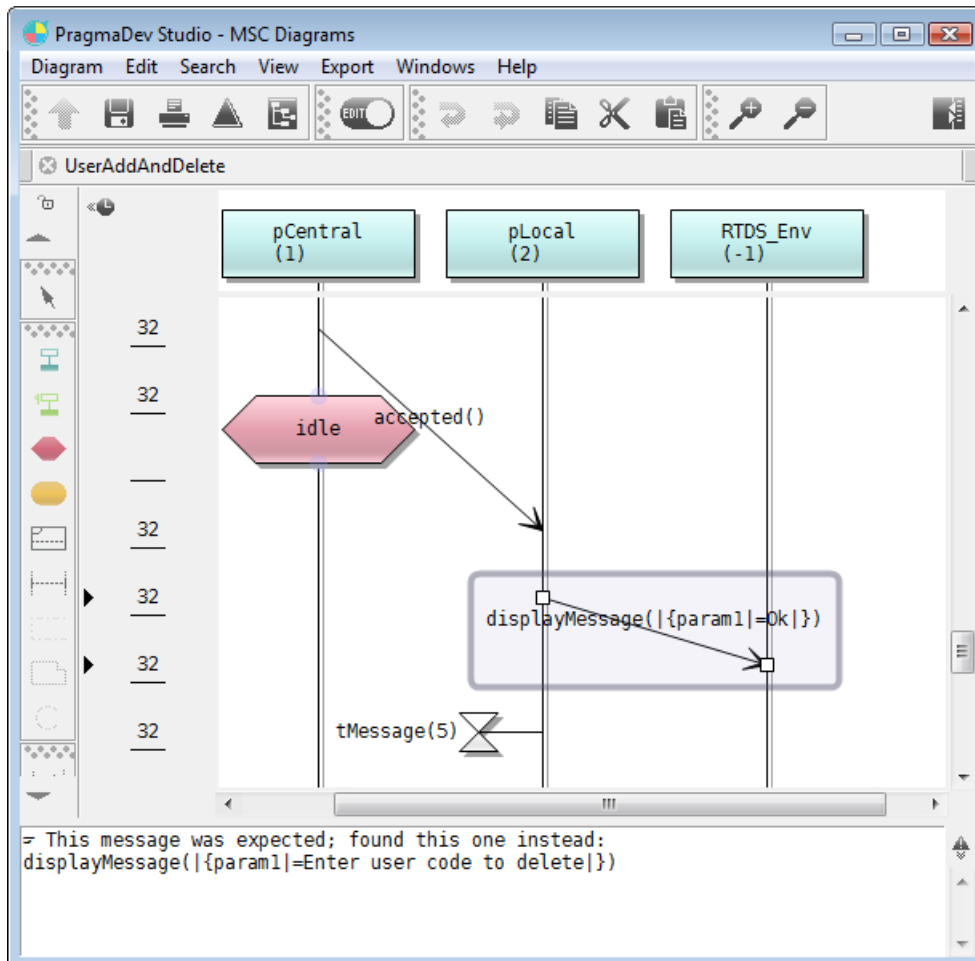 PragmaDev Studio - MSC Diagrams
Diagram Edit Search View Export Windows Help
EDIT
UserAddAndDelete
pCentral
(1)
pLocal
(2)
RTDS_Env
(-1)
32
32
accepted()
idle
32
32
displayMessage(|{param1|=Ok|})
32
32
tMessage(5)
This message was expected; found this one instead:
displayMessage(|{param1|=Enter user code to delete|})